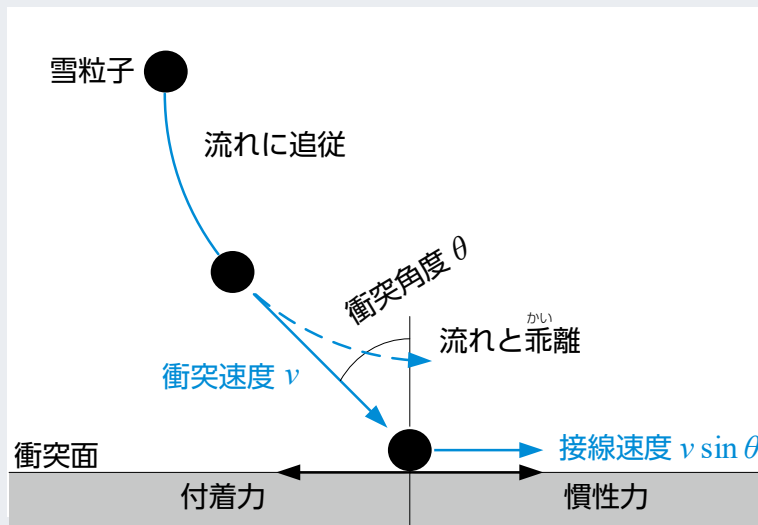 雪粒子
流れに追従
衝突角度 θ
かい
流れと乖離
衝突速度 v
衝突面
接線速度 v sin θ
付着力
慣性力